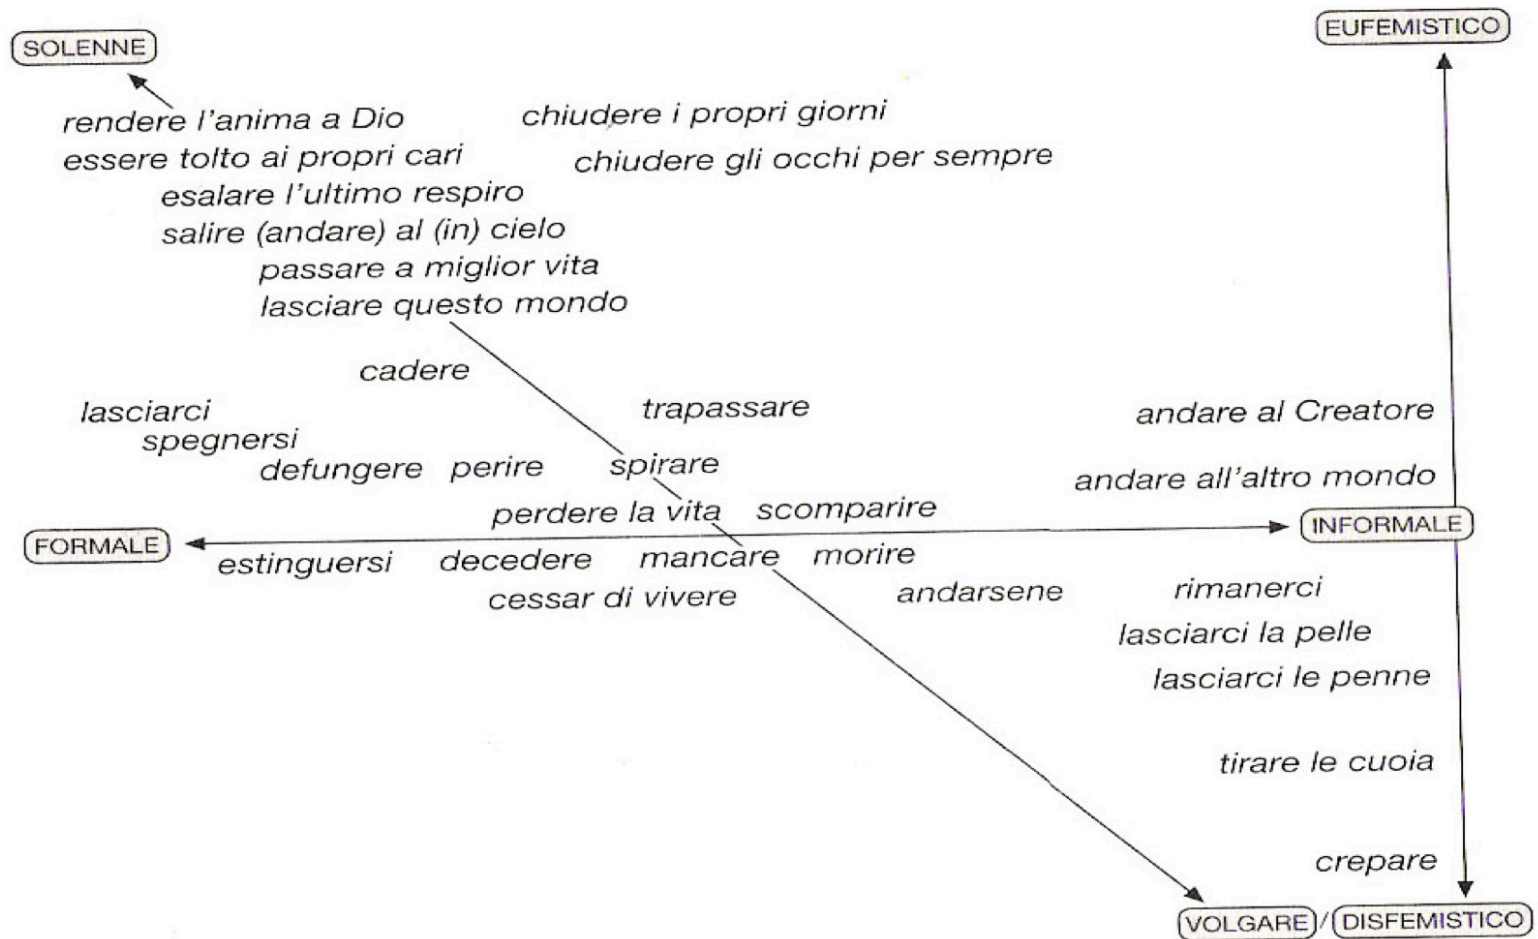 EUFEMISTICO
SOLENNE
rendere l'anima a Dio
chiudere i propri giorni
essere tolto ai propri cari
chiudere gli occhi per sempre
esalare l'ultimo respiro
salire (andare) al (in) cielo
passare a miglior vita
lasciare questo mondo
cadere
lasciarci
trapassare
andare al Creatore
spegnersi
defungere perire spirare
andare all'altro mondo
perdere la vita scomparire
FORMALE
INFORMALE
estinguersi decedere mancare morire
cessar di vivere
andarsene
rimanerci
lasciarci la pelle
lasciarci le penne
tirare le cuoia
crepare
VOLGARE/DISFEMISTICO